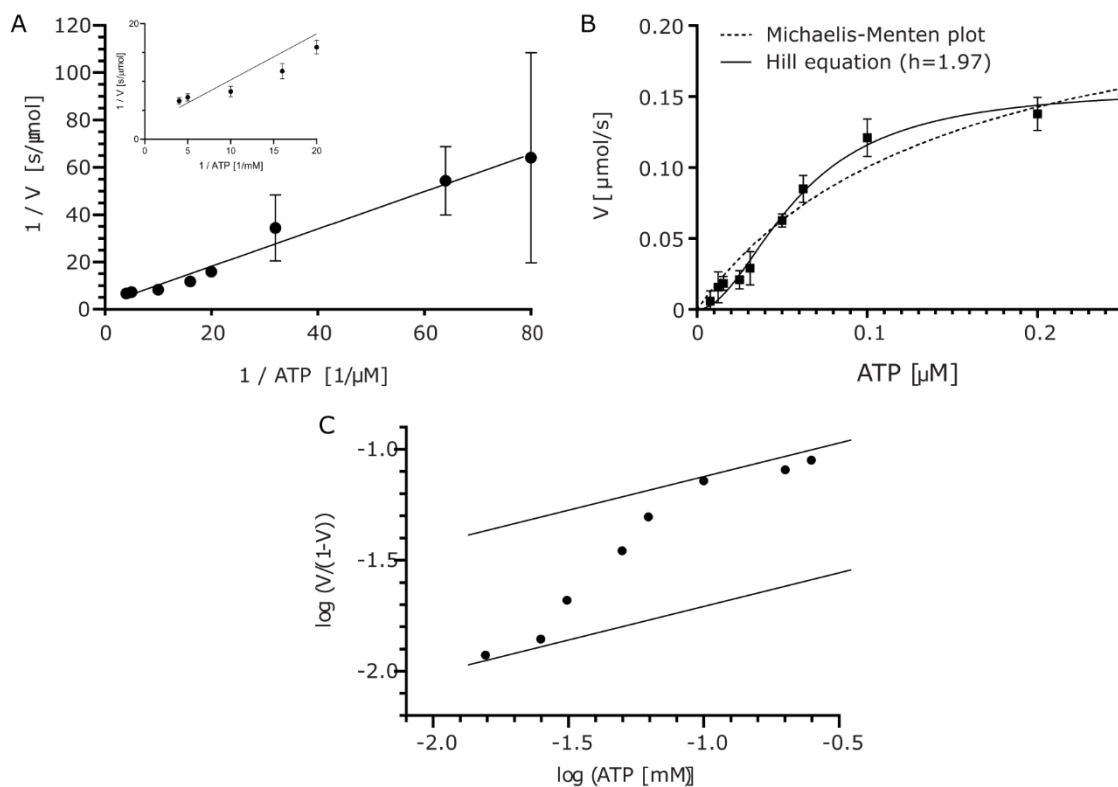 A
1 / V [s/μmol]
120
100
80
60
40
20
0
0
20
40
60
80
1 / ATP [1/μM]
1 / V [s/μmol]
20
10
0
0
5
10
15
20
1 / ATP [1/mM]
B
Michaelis-Menten plot
Hill equation (h=1.97)
V[ μmol/s]
0.20
0.15
0.10
0.05
0
0
0.1
0.2
ATP [μM]
C
log (V/(1-V))
-1.0
-1.5
-2.0
-2.0
-1.5
-1.0
-0.5
log (ATP [mM)]